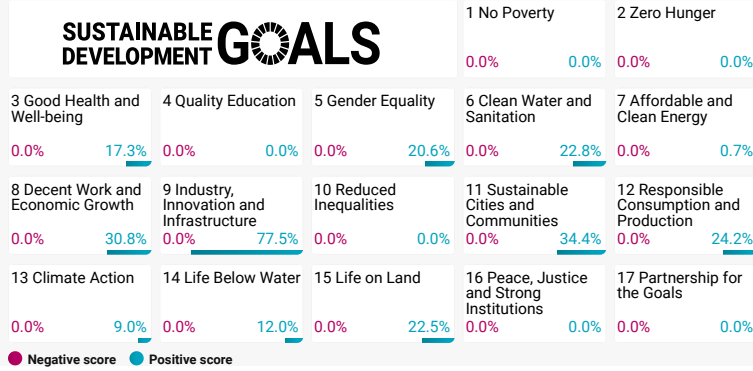 SUSTAINABLE
DEVELOPMENT
GOALS
1 No Poverty
0.0% 0.0%
2 Zero Hunger
0.0% 0.0%
3 Good Health and
Well-being
0.0% 17.3%
4 Quality Education
0.0% 0.0%
5 Gender Equality
0.0% 20.6%
6 Clean Water and
Sanitation
0.0% 22.8%
7 Affordable and
Clean Energy
0.0% 0.7%
8 Decent Work and
Economic Growth
0.0% 30.8%
9 Industry,
Innovation and
Infrastructure
0.0% 77.5%
10 Reduced
Inequalities
0.0% 0.0%
11 Sustainable
Cities and
Communities
0.0% 34.4%
12 Responsible
Consumption and
Production
0.0% 24.2%
13 Climate Action
0.0% 9.0%
14 Life Below Water
0.0% 12.0%
15 Life on Land
0.0% 22.5%
16 Peace, Justice
and Strong
Institutions
0.0% 0.0%
17 Partnership for
the Goals
0.0% 0.0%
Negative score Positive score